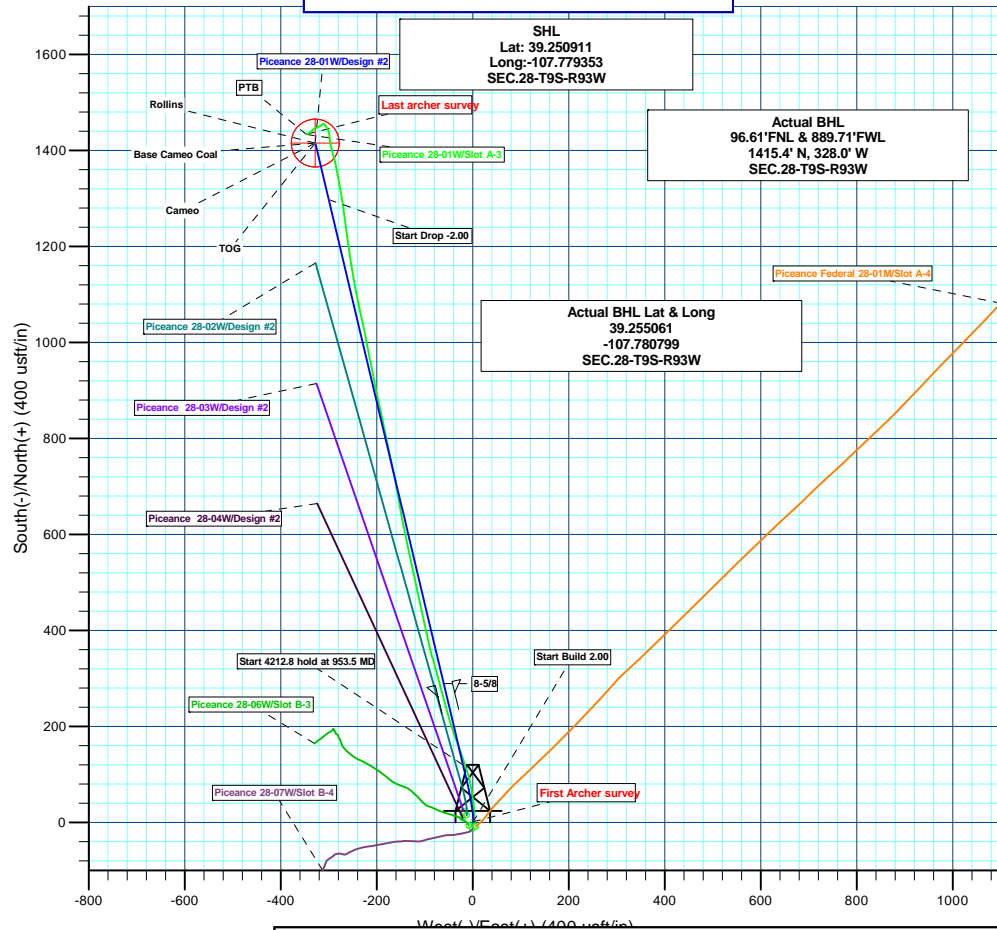 SHL
Lat: 39.250911
Long:-107.779353
SEC.28-T9S-R93W
Piceance 28-01W/Design #2
PTB
Rollins
Last archer survey
Actual BHL
96.61'FNL & 889.71'FWL
1415.4' N, 328.0' W
SEC.28-T9S-R93W
Base Cameo Coal
Piceance 28-01W/Slot A-3
Cameo
TOG
Start Drop -2.00
Piceance Federal 28-01M/Slot A-4
Actual BHL Lat & Long
39.255061
-107.780799
SEC.28-T9S-R93W
Piceance 28-02W/Design #2
Piceance 28-03W/Design #2
Piceance 28-04W/Design #2
Start 4212.8 hold at 953.5 MD
Start Build 2.00
8-5/8
Piceance 28-06W/Slot B-3
Piceance 28-07W/Slot B-4
First Archer survey
South(-)/North(+) (400 usft/in)
1600
1400
1200
1000
800
600
400
200
0
-800 -600 -400 -200 0 200 400 600 800 1000
West(-)/East(+) (400 usft/in)